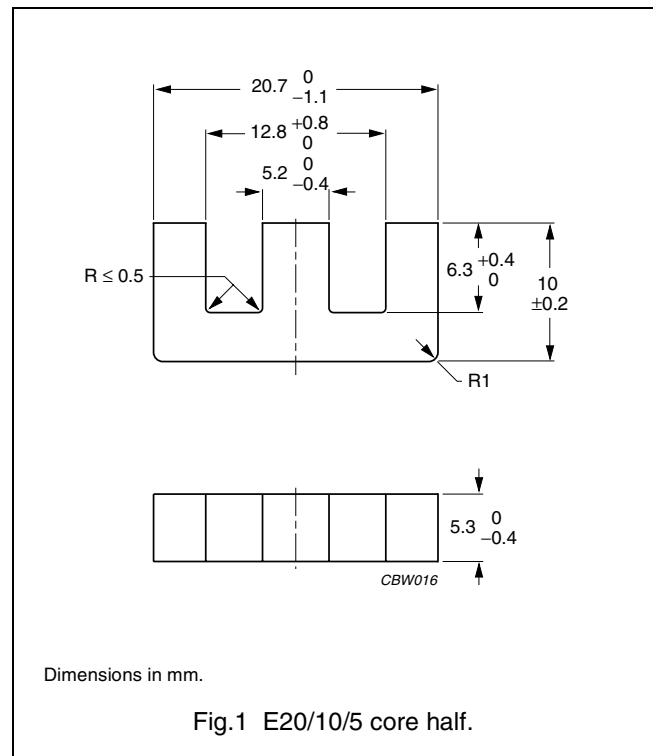 20.7 0
−1.1
12.8 +0.8
0
5.2 0
−0.4
R ≤ 0.5
6.3 +0.4
0
10
±0.2
R1
5.3 0
−0.4
CBW016
Dimensions in mm.
Fig.1 E20/10/5 core half.